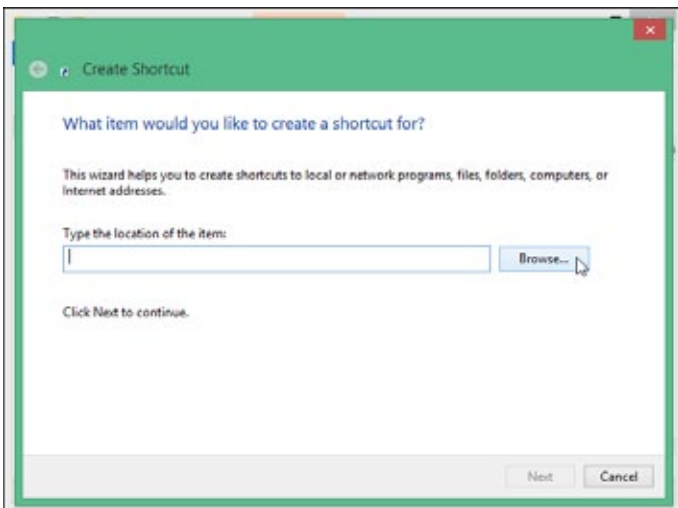 Create Shortcut
What item would you like to create a shortcut for?
This wizard helps you to create shortcuts to local or network programs, files, folders, computers, or
Internet addresses.
Type the location of the item:
Browse...
Click Next to continue.
Next Cancel